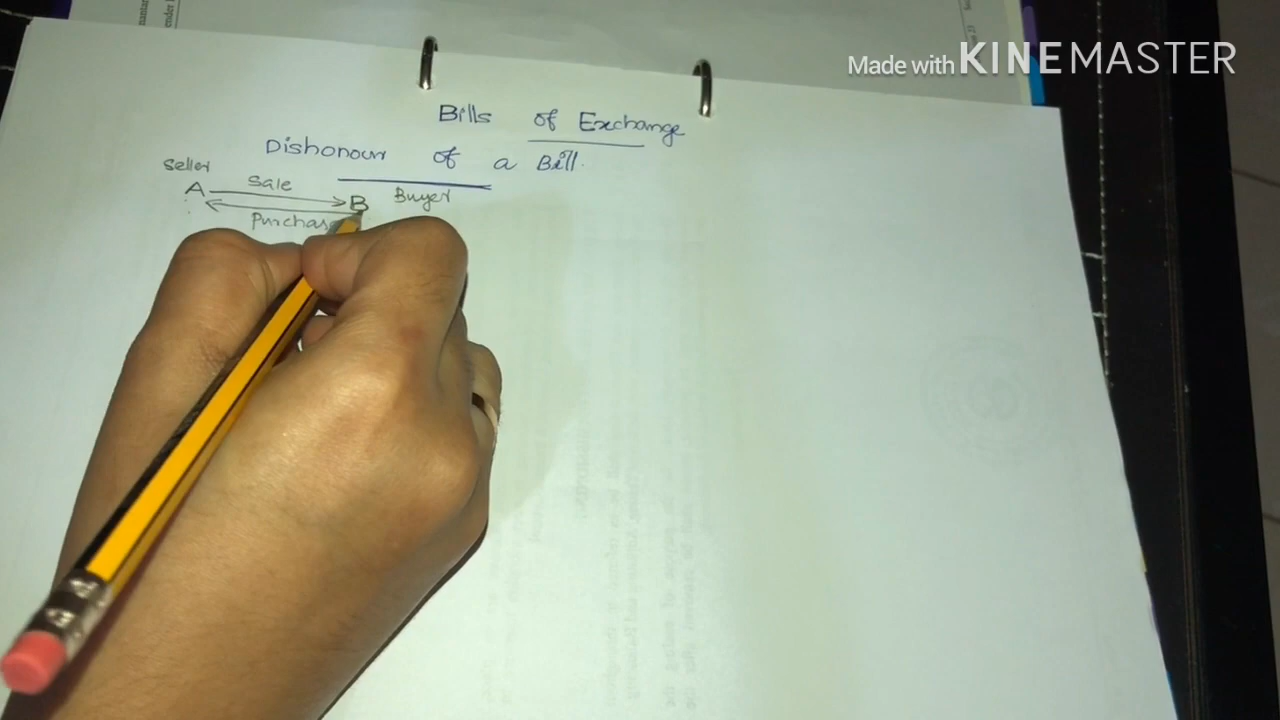 Made with KINEMASTER
Bills of Exchange
Dishonour of a Bill.
Seller
A Sale B Buyer